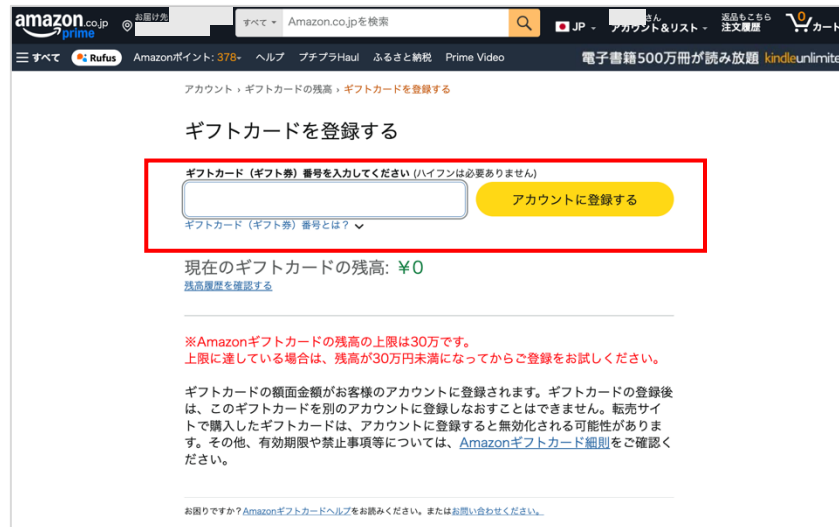 amazon.co.jp
prime
お届け先
すべて
Amazon.co.jpを検索
JP
さん
アカウント&リスト
返品もこちら
注文履歴
0
カート
すべて
Rufus
Amazonポイント: 378
ヘルプ
プチプラHaul
ふるさと納税
Prime Video
電子書籍500万冊が読み放題 kindleunlimite
アカウント › ギフトカードの残高 › ギフトカードを登録する
ギフトカードを登録する
ギフトカード（ギフト券）番号を入力してください (ハイフンは必要ありません)
アカウントに登録する
ギフトカード（ギフト券）番号とは？
現在のギフトカードの残高: ¥0
残高履歴を確認する
※Amazonギフトカードの残高の上限は30万です。
上限に達している場合は、残高が30万円未満になってからご登録をお試しください。
ギフトカードの額面金額がお客様のアカウントに登録されます。ギフトカードの登録後
は、このギフトカードを別のアカウントに登録しなおすことはできません。転売サイ
トで購入したギフトカードは、アカウントに登録すると無効化される可能性がありま
す。その他、有効期限や禁止事項等については、Amazonギフトカード細則をご確認く
ださい。
お困りですか？Amazonギフトカードヘルプをお読みください。またはお問い合わせください。